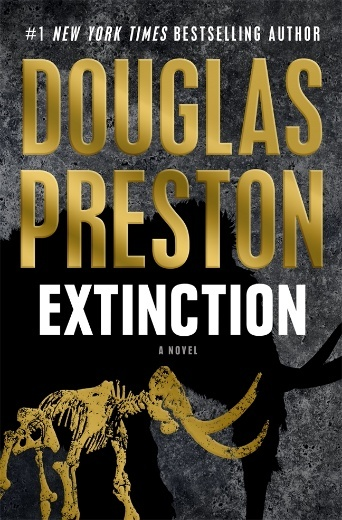 #1 NEW YORK TIMES BESTSELLING AUTHOR
DOUGLAS
PRESTON
EXTINCTION
A NOVEL